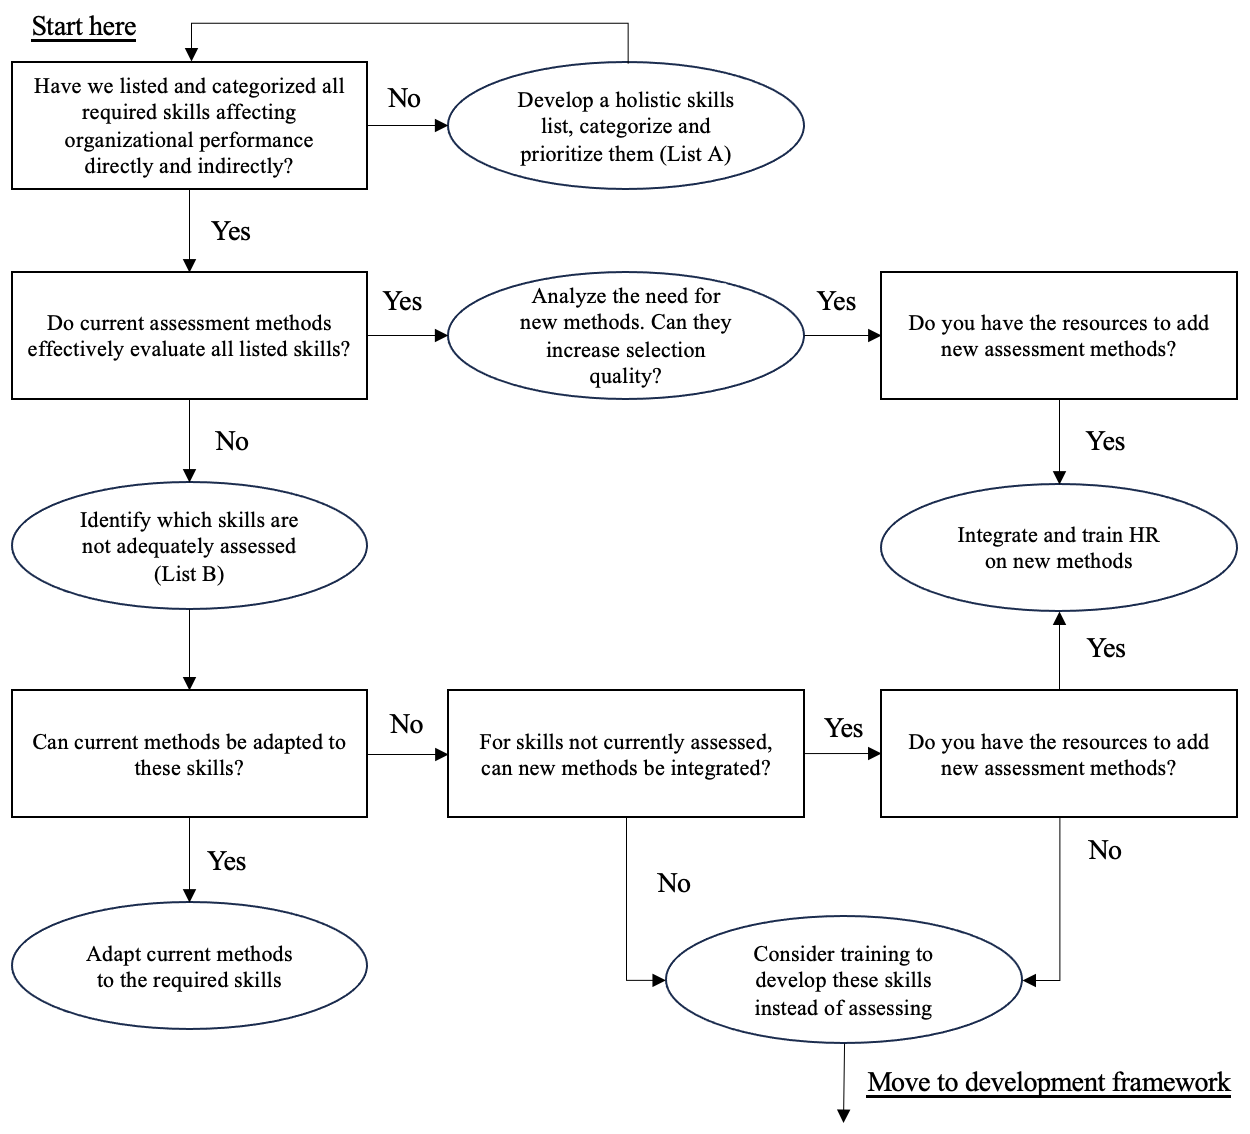 Start here
Have we listed and categorized all
required skills affecting
organizational performance
directly and indirectly?
No
Develop a holistic skills
list, categorize and
prioritize them (List A)
Yes
Do current assessment methods
effectively evaluate all listed skills?
Yes
Analyze the need for
new methods. Can they
increase selection
quality?
Yes
Do you have the resources to add
new assessment methods?
No
Yes
Identify which skills are
not adequately assessed
(List B)
Integrate and train HR
on new methods
Yes
Can current methods be adapted to
these skills?
No
For skills not currently assessed,
can new methods be integrated?
Yes
Do you have the resources to add
new assessment methods?
Yes
No
No
Adapt current methods
to the required skills
Consider training to
develop these skills
instead of assessing
Move to development framework